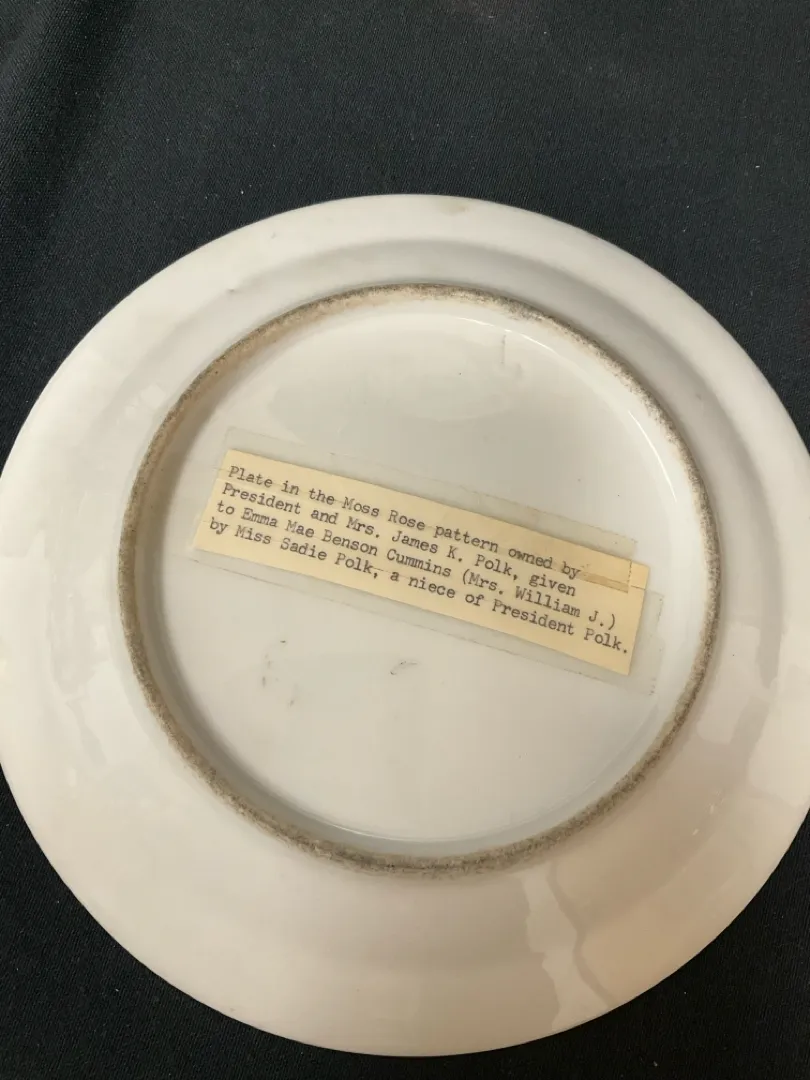 Plate in the Moss Rose pattern owned by
President and Mrs. James K. Polk, given
to Emma Mae Benson Cummins (Mrs. William J.)
by Miss Sadie Polk, a niece of President Polk.